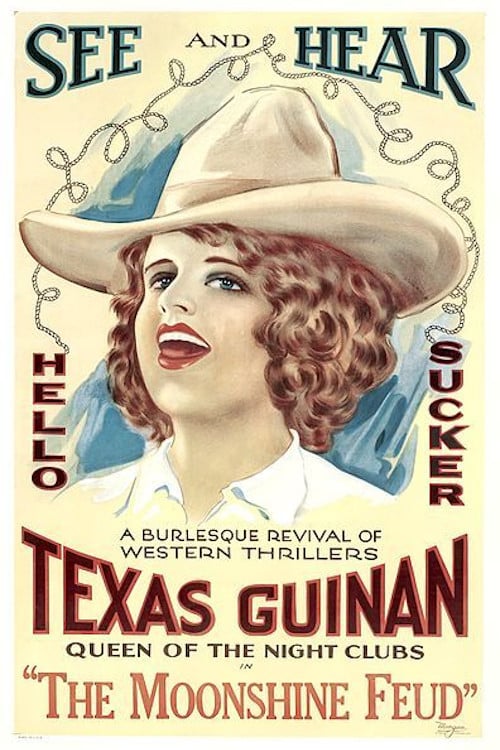 SEE AND HEAR
HELLO
SUCKER
A BURLESQUE REVIVAL OF
WESTERN THRILLERS
TEXAS GUINAN
QUEEN OF THE NIGHT CLUBS
IN
"THE MOONSHINE FEUD"